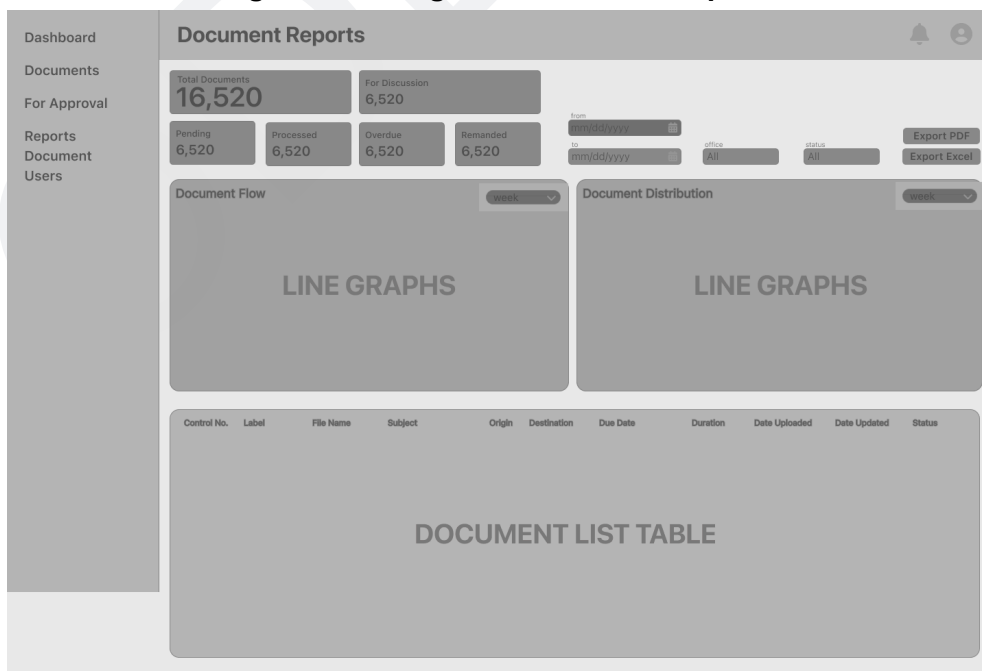 Dashboard
Documents
For Approval
Reports
Document
Users
Document Reports
Total Documents
16,520
For Discussion
6,520
Pending
6,520
Processed
6,520
Overdue
6,520
Remanded
6,520
from
mm/dd/yyyy
to
mm/dd/yyyy
office
All
status
All
Export PDF
Export Excel
Document Flow
week
LINE GRAPHS
Document Distribution
week
LINE GRAPHS
Control No. Label File Name Subject Origin Destination Due Date Duration Date Uploaded Date Updated Status
DOCUMENT LIST TABLE